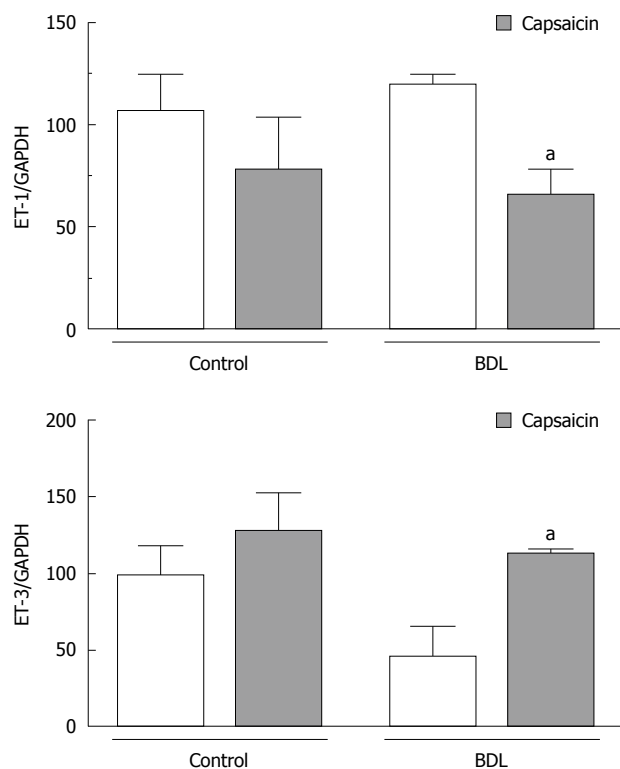 150
Capsaicin
100
a
50
0
ET-1/GAPDH
Control
BDL
200
Capsaicin
150
a
100
50
0
ET-3/GAPDH
Control
BDL